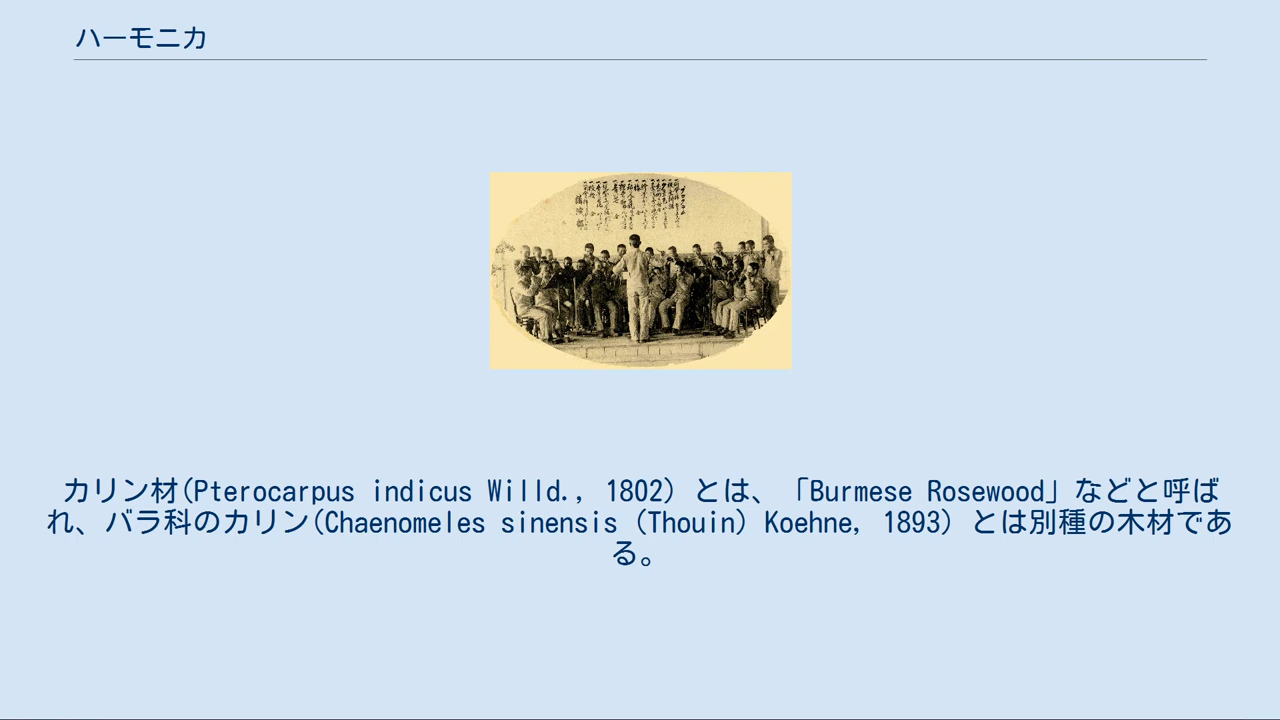 ハーモニカ
カリン材(Pterocarpus indicus Willd., 1802) とは、「Burmese Rosewood」などと呼ば
れ、バラ科のカリン(Chaenomeles sinensis (Thouin) Koehne, 1893) とは別種の木材であ
る。